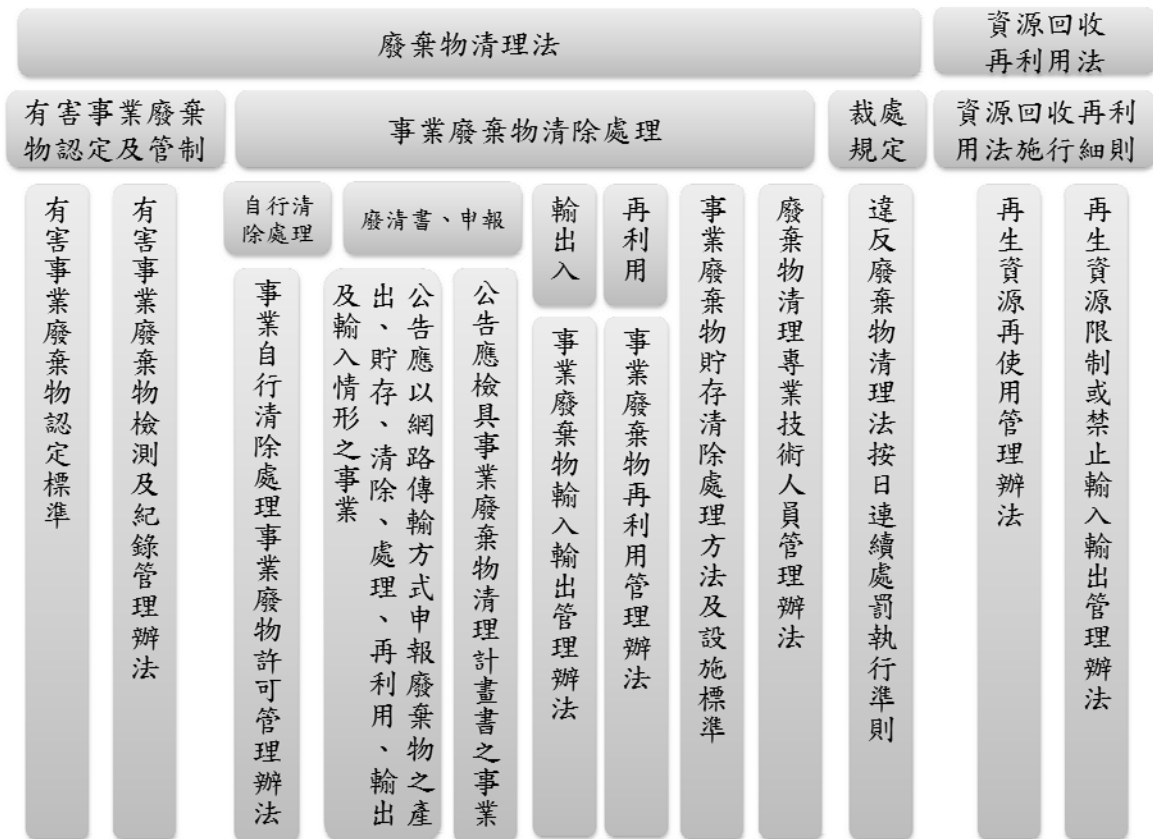 廢棄物清理法
資源回收
再利用法
有害事業廢棄
物認定及管制
事業廢棄物清除處理
裁處
規定
資源回收再利
用法施行細則
有害事業廢棄物認定標準
有害事業廢棄物檢測及紀錄管理辦法
自行清
除處理
事業自行清除處理事業廢物許可管理辦法
廢清書、申報
公告應以網路傳輸方式申報廢棄物之產
出、貯存、清除、處理、再利用、輸出
及輸入情形之事業
公告應檢具事業廢棄物清理計畫書之事業
輸出入
事業廢棄物輸入輸出管理辦法
再利用
事業廢棄物再利用管理辦法
事業廢棄物貯存清除處理方法及設施標準
廢棄物清理專業技術人員管理辦法
違反廢棄物清理法按日連續處罰執行準則
再生資源再使用管理辦法
再生資源限制或禁止輸入輸出管理辦法